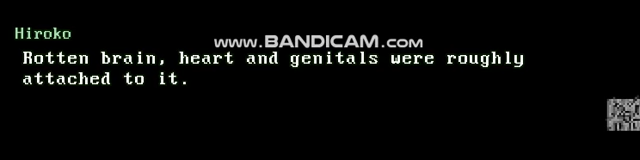 Hiroko
www.BANDICAM.com
Rotten brain, heart and genitals were roughly
attached to it.